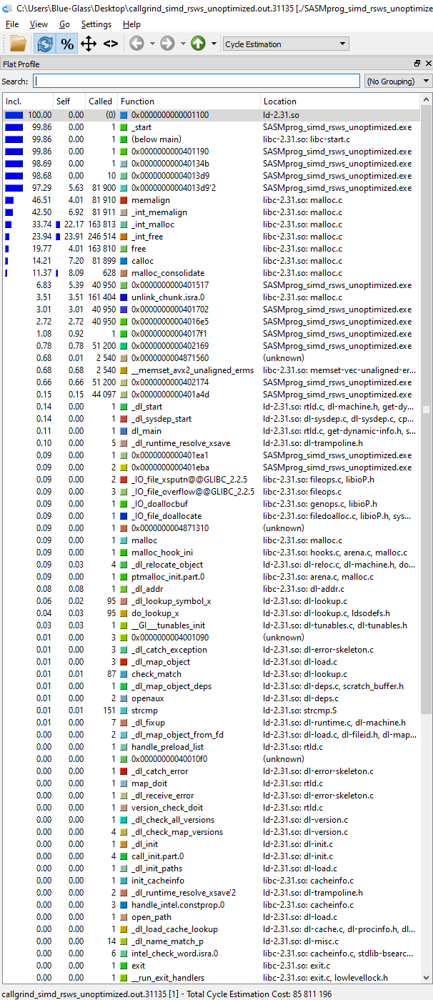 C:\Users\Blue-Glass\Desktop\callgrind_simd_rsws_unoptimized.out.31135 [./SASMprog_simd_rsws_unoptimize
File View Go Settings Help
% <> Cycle Estimation
Flat Profile
Search: (No Grouping)
Incl. Self Called Function Location
100.00 0.00 (0) 0x0000000000001100 ld-2.31.so
99.86 0.00 1 _start SASMprog_simd_rsws_unoptimized.exe
99.86 0.00 1 (below main) libc-2.31.so: libc-start.c
99.86 0.00 1 0x0000000000401190 SASMprog_simd_rsws_unoptimized.exe
98.69 0.00 1 0x000000000040134b SASMprog_simd_rsws_unoptimized.exe
98.68 0.00 10 0x00000000004013d9 SASMprog_simd_rsws_unoptimized.exe
97.29 5.63 81 900 0x00000000004013d9'2 SASMprog_simd_rsws_unoptimized.exe
46.51 4.01 81 910 memalign libc-2.31.so: malloc.c
42.50 6.92 81 911 _int_memalign libc-2.31.so: malloc.c
33.74 22.17 163 813 _int_malloc libc-2.31.so: malloc.c
23.94 23.91 246 514 _int_free libc-2.31.so: malloc.c
19.77 4.01 163 810 free libc-2.31.so: malloc.c
14.21 7.20 81 899 calloc libc-2.31.so: malloc.c
11.37 8.09 628 malloc_consolidate libc-2.31.so: malloc.c
6.83 5.39 40 950 0x0000000000401517 SASMprog_simd_rsws_unoptimized.exe
3.51 3.51 161 404 unlink_chunk.isra.0 libc-2.31.so: malloc.c
3.01 3.01 40 950 0x0000000000401702 SASMprog_simd_rsws_unoptimized.exe
2.72 2.72 40 950 0x00000000004016e5 SASMprog_simd_rsws_unoptimized.exe
1.08 0.92 1 0x00000000004017f1 SASMprog_simd_rsws_unoptimized.exe
0.78 0.78 51 200 0x0000000000402169 SASMprog_simd_rsws_unoptimized.exe
0.68 0.01 2 540 0x0000000004871560 (unknown)
0.68 0.68 2 540 __memset_avx2_unaligned_erms libc-2.31.so: memset-vec-unaligned-er...
0.66 0.66 51 200 0x0000000000402174 SASMprog_simd_rsws_unoptimized.exe
0.15 0.15 44 097 0x0000000000401a4d SASMprog_simd_rsws_unoptimized.exe
0.14 0.00 1 _dl_start ld-2.31.so: rtld.c, dl-machine.h, get-dy...
0.14 0.00 1 _dl_sysdep_start ld-2.31.so: dl-sysdep.c, dl-sysdep.c, cp...
0.11 0.00 1 dl_main ld-2.31.so: rtld.c, get-dynamic-info.h, s...
0.10 0.00 5 _dl_runtime_resolve_xsave ld-2.31.so: dl-trampoline.h
0.09 0.00 1 0x0000000000401ea1 SASMprog_simd_rsws_unoptimized.exe
0.09 0.00 2 0x0000000000401eba SASMprog_simd_rsws_unoptimized.exe
0.09 0.00 2 _IO_file_xsputn@@GLIBC_2.2.5 libc-2.31.so: fileops.c, libioP.h
0.09 0.00 3 _IO_file_overflow@@GLIBC_2.2.5 libc-2.31.so: fileops.c
0.09 0.00 1 _IO_doallocbuf libc-2.31.so: genops.c, libioP.h
0.09 0.00 1 _IO_file_doallocate libc-2.31.so: filedoalloc.c, libioP.h, sys...
0.09 0.00 1 0x0000000004871310 (unknown)
0.09 0.00 1 malloc libc-2.31.so: malloc.c
0.09 0.00 1 malloc_hook_ini libc-2.31.so: hooks.c, arena.c, malloc.c
0.09 0.03 4 _dl_relocate_object ld-2.31.so: dl-reloc.c, dl-machine.h, do...
0.09 0.00 1 ptmalloc_init.part.0 libc-2.31.so: arena.c, malloc.c
0.08 0.08 1 _dl_addr libc-2.31.so: dl-addr.c
0.06 0.02 95 _dl_lookup_symbol_x ld-2.31.so: dl-lookup.c
0.04 0.03 95 do_lookup_x ld-2.31.so: dl-lookup.c, ldsodefs.h
0.03 0.03 1 __GI___tunables_init ld-2.31.so: dl-tunables.c, dl-tunables.h
0.01 0.00 3 0x0000000004001090 (unknown)
0.01 0.00 3 _dl_catch_exception ld-2.31.so: dl-error-skeleton.c
0.01 0.00 3 _dl_map_object ld-2.31.so: dl-load.c
0.01 0.01 87 check_match ld-2.31.so: dl-lookup.c
0.01 0.00 1 _dl_map_object_deps ld-2.31.so: dl-deps.c, scratch_buffer.h
0.01 0.00 2 openaux ld-2.31.so: dl-deps.c
0.01 0.01 151 strcmp ld-2.31.so: strcmp.S
0.01 0.00 7 _dl_fixup ld-2.31.so: dl-runtime.c, dl-machine.h
0.00 0.00 2 _dl_map_object_from_fd ld-2.31.so: dl-load.c, dl-fileid.h, dl-map...
0.00 0.00 1 handle_preload_list ld-2.31.so: rtld.c
0.00 0.00 1 0x00000000040010f0 (unknown)
0.00 0.00 1 _dl_catch_error ld-2.31.so: dl-error-skeleton.c
0.00 0.00 1 map_doit ld-2.31.so: rtld.c
0.00 0.00 1 _dl_receive_error ld-2.31.so: dl-error-skeleton.c
0.00 0.00 1 version_check_doit ld-2.31.so: rtld.c
0.00 0.00 1 _dl_check_all_versions ld-2.31.so: dl-version.c
0.00 0.00 4 _dl_check_map_versions ld-2.31.so: dl-version.c
0.00 0.00 1 _dl_init ld-2.31.so: dl-init.c
0.00 0.00 4 call_init.part.0 ld-2.31.so: dl-init.c
0.00 0.00 1 _dl_init_paths ld-2.31.so: dl-load.c
0.00 0.00 1 init_cacheinfo libc-2.31.so: cacheinfo.c
0.00 0.00 2 _dl_runtime_resolve_xsave'2 ld-2.31.so: dl-trampoline.h
0.00 0.00 3 handle_intel.constprop.0 libc-2.31.so: cacheinfo.c
0.00 0.00 1 open_path ld-2.31.so: dl-load.c
0.00 0.00 1 _dl_load_cache_lookup ld-2.31.so: dl-cache.c, dl-procinfo.h, dl...
0.00 0.00 14 _dl_name_match_p ld-2.31.so: dl-misc.c
0.00 0.00 6 intel_check_word.isra.0 libc-2.31.so: cacheinfo.c, stdlib-bsearc...
0.00 0.00 1 exit libc-2.31.so: exit.c
0.00 0.00 1 __run_exit_handlers libc-2.31.so: exit.c, lowlevellock.h
callgrind_simd_rsws_unoptimized.out.31135 [1] - Total Cycle Estimation Cost: 85 811 196